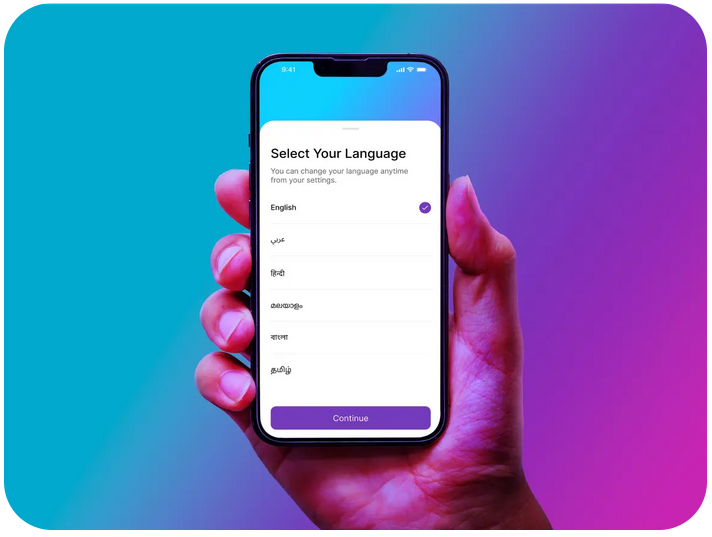 9:41
Select Your Language
You can change your language anytime
from your settings.
English
عربي
हिन्दी
മലയാളം
বাংলা
தமிழ்
Continue